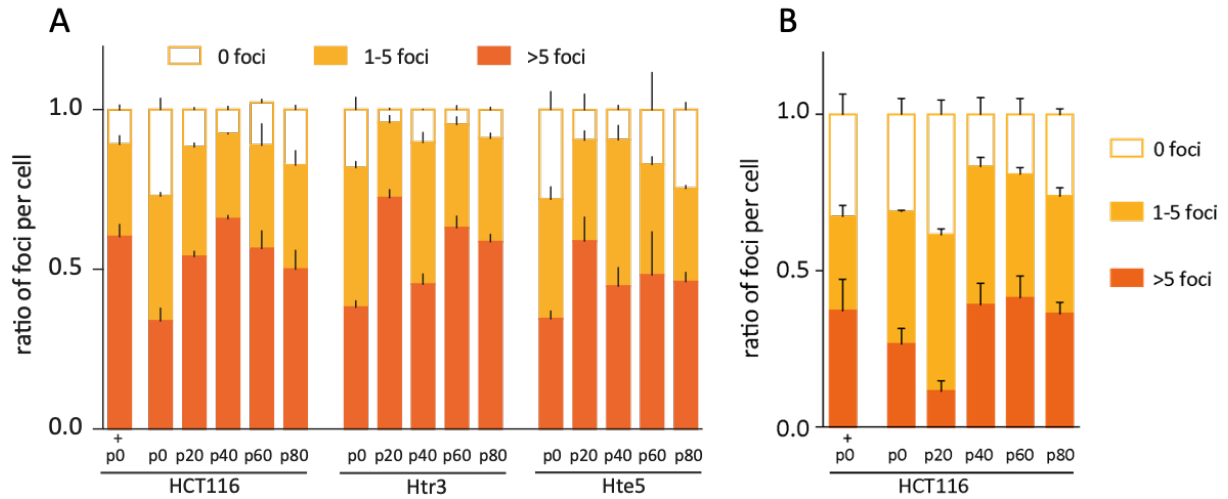 A
B
0 foci 1-5 foci >5 foci
ratio of foci per cell
1.0
0.5
0.0
+
p0 p0 p20 p40 p60 p80 p0 p20 p40 p60 p80 p0 p20 p40 p60 p80
HCT116 Htr3 Hte5
ratio of foci per cell
1.0
0.5
0.0
0 foci
1-5 foci
>5 foci
+
p0 p0 p20 p40 p60 p80
HCT116